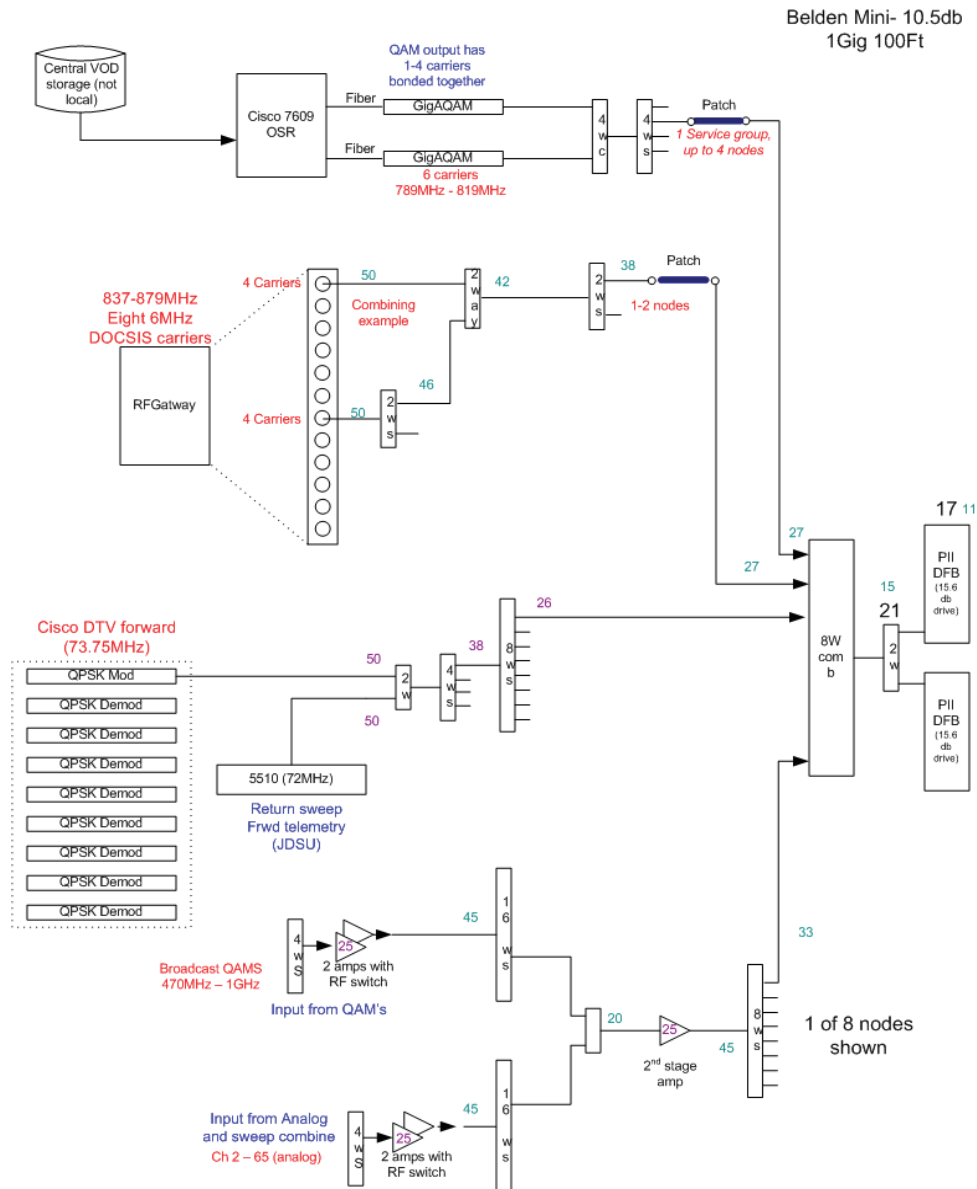 Belden Mini- 10.5db
1Gig 100Ft
Central VOD
storage (not
local)
Cisco 7609
OSR
QAM output has
1-4 carriers
bonded together
Fiber
GigAQAM
Fiber
GigAQAM
6 carriers
789MHz - 819MHz
4 w c
4 w s
Patch
1 Service group,
up to 4 nodes
837-879MHz
Eight 6MHz
DOCSIS carriers
RFGatway
4 Carriers
4 Carriers
50
Combining
example
50
46
2 w s
2 w a y
42
2 w s
38
Patch
1-2 nodes
27
27
Cisco DTV forward
(73.75MHz)
QPSK Mod
QPSK Demod
QPSK Demod
QPSK Demod
QPSK Demod
QPSK Demod
QPSK Demod
QPSK Demod
QPSK Demod
50
50
2 w
5510 (72MHz)
Return sweep
Frwd telemetry
(JDSU)
4 w s
38
8 w s
26
8W
com
b
15
21
2 w
17
11
PII
DFB
(15.6
db
drive)
PII
DFB
(15.6
db
drive)
Broadcast QAMS
470MHz – 1GHz
4 w S
25
2 amps with
RF switch
Input from QAM's
45
1 6 w s
Input from Analog
and sweep combine
Ch 2 – 65 (analog)
4 w S
25
2 amps with
RF switch
45
1 6 w s
20
25
2nd stage
amp
45
8 w s
33
1 of 8 nodes
shown